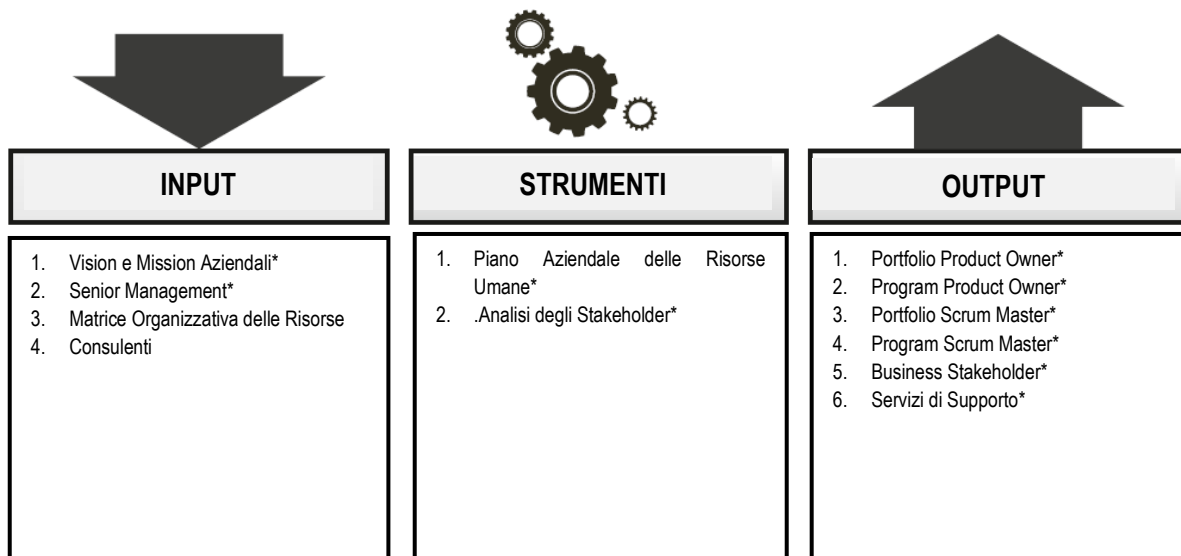 INPUT
1. Vision e Mission Aziendali*
2. Senior Management*
3. Matrice Organizzativa delle Risorse
4. Consulenti
STRUMENTI
1. Piano Aziendale delle Risorse
Umane*
2. .Analisi degli Stakeholder*
OUTPUT
1. Portfolio Product Owner*
2. Program Product Owner*
3. Portfolio Scrum Master*
4. Program Scrum Master*
5. Business Stakeholder*
6. Servizi di Supporto*